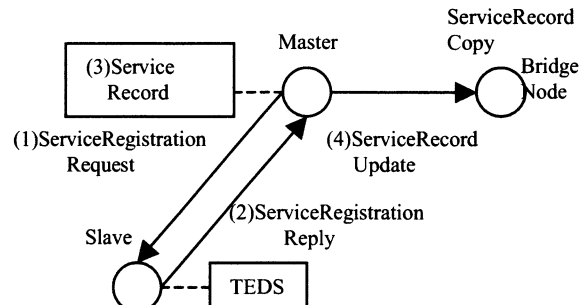 ServiceRecord
Copy
Master
Bridge
Node
(3)Service
Record
(1)ServiceRegistration
Request
(4)ServiceRecord
Update
(2)ServiceRegistration
Reply
Slave
TEDS